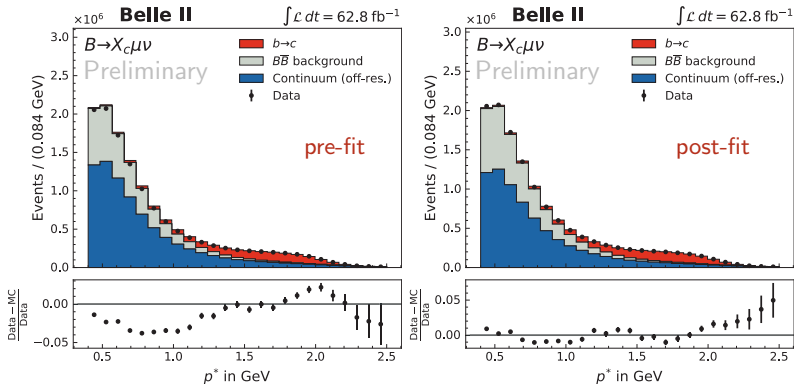 ×10⁶ Belle II ∫ℒ dt = 62.8 fb⁻¹
B→X_cμν
Preliminary
b→c
BB̅ background
Continuum (off-res.)
Data
pre-fit
Events / (0.084 GeV)
3.0
2.5
2.0
1.5
1.0
0.5
0.0
Data − MC
Data
0.00
−0.05
0.5 1.0 1.5 2.0 2.5
p* in GeV
×10⁶ Belle II ∫ℒ dt = 62.8 fb⁻¹
B→X_cμν
Preliminary
b→c
BB̅ background
Continuum (off-res.)
Data
post-fit
Events / (0.084 GeV)
3.0
2.5
2.0
1.5
1.0
0.5
0.0
Data − MC
Data
0.05
0.00
0.5 1.0 1.5 2.0 2.5
p* in GeV